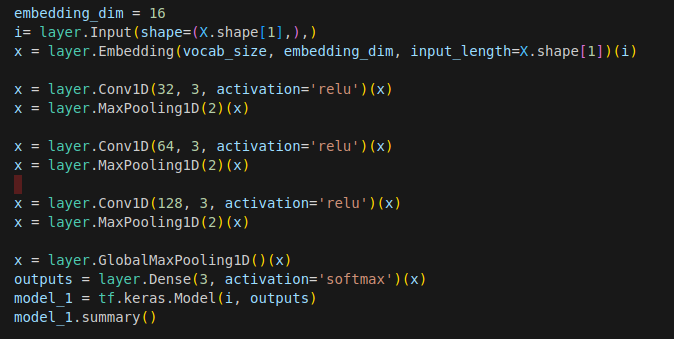 embedding_dim = 16
i= layer.Input(shape=(X.shape[1],),)
x = layer.Embedding(vocab_size, embedding_dim, input_length=X.shape[1])(i)
x = layer.Conv1D(32, 3, activation='relu')(x)
x = layer.MaxPooling1D(2)(x)
x = layer.Conv1D(64, 3, activation='relu')(x)
x = layer.MaxPooling1D(2)(x)
x = layer.Conv1D(128, 3, activation='relu')(x)
x = layer.MaxPooling1D(2)(x)
x = layer.GlobalMaxPooling1D()(x)
outputs = layer.Dense(3, activation='softmax')(x)
model_1 = tf.keras.Model(i, outputs)
model_1.summary()